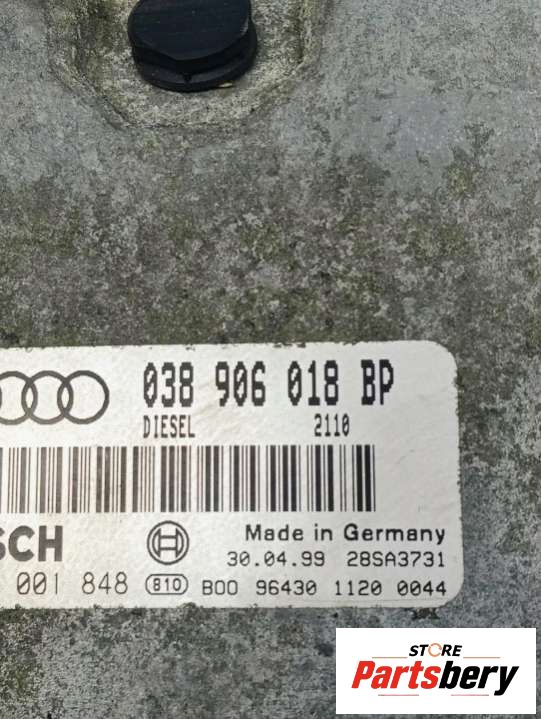 038 906 018 BP
DIESEL 2110
SCH
Made in Germany
30.04.99 28SA3731
001 848 810 B00 96430 1120 0044
STORE
Partsbery